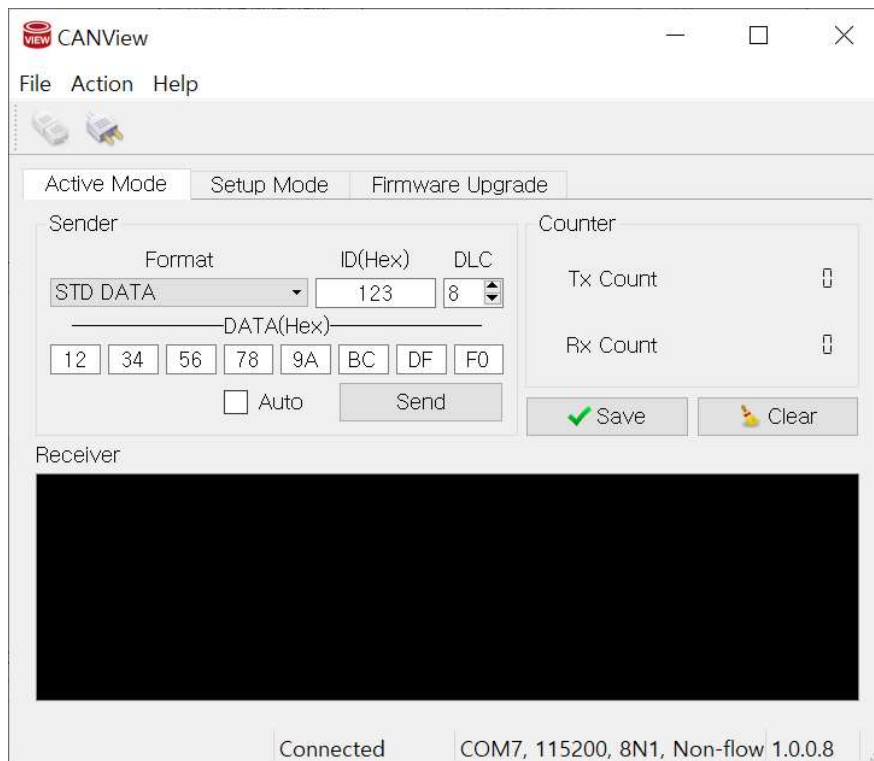 VIEW CANView
File Action Help
Active Mode Setup Mode Firmware Upgrade
Sender
Format ID(Hex) DLC
STD DATA 123 8
DATA(Hex)
12 34 56 78 9A BC DF F0
Auto Send
Counter
Tx Count 0
Rx Count 0
Save Clear
Receiver
Connected COM7, 115200, 8N1, Non-flow 1.0.0.8